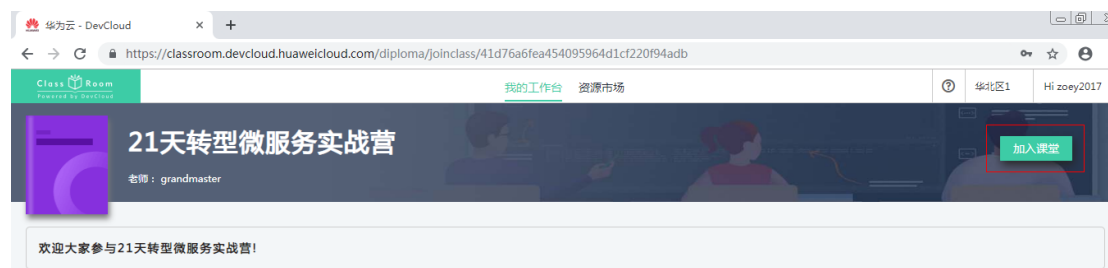 华为云 - DevCloud
https://classroom.devcloud.huaweicloud.com/diploma/joinclass/41d76a6fea454095964d1cf220f94adb
Class Room
Powered by DevCloud
我的工作台 资源市场
华北区1
Hi zoey2017
21天转型微服务实战营
加入课堂
老师： grandmaster
欢迎大家参与21天转型微服务实战营!